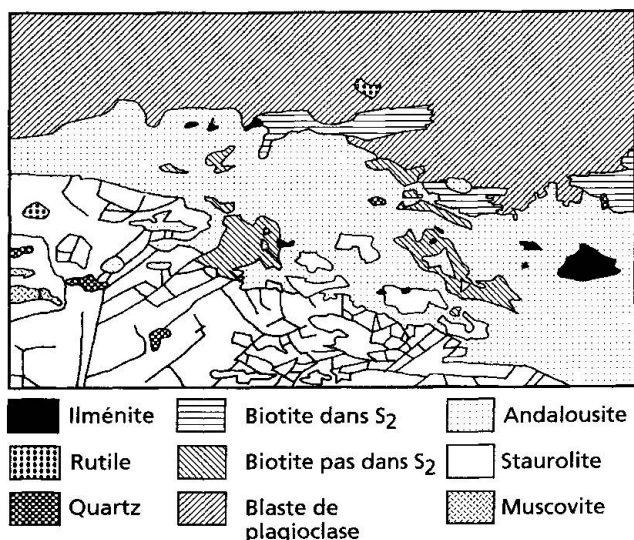 Ilménite
Biotite dans S₂
Andalousite
Rutile
Biotite pas dans S₂
Staurolite
Quartz
Blaste de
plagioclase
Muscovite